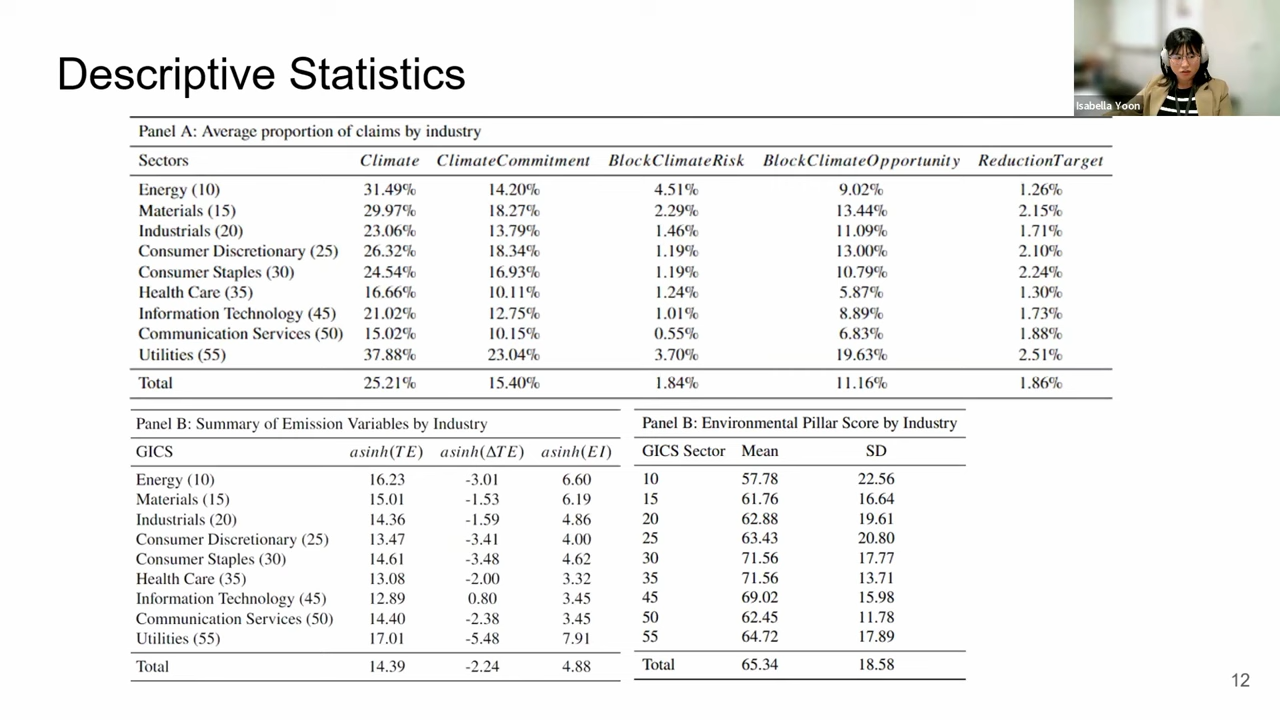 Descriptive Statistics
Isabella Yoon
Panel A: Average proportion of claims by industry
Sectors Climate ClimateCommitment BlockClimateRisk BlockClimateOpportunity ReductionTarget
Energy (10) 31.49% 14.20% 4.51% 9.02% 1.26%
Materials (15) 29.97% 18.27% 2.29% 13.44% 2.15%
Industrials (20) 23.06% 13.79% 1.46% 11.09% 1.71%
Consumer Discretionary (25) 26.32% 18.34% 1.19% 13.00% 2.10%
Consumer Staples (30) 24.54% 16.93% 1.19% 10.79% 2.24%
Health Care (35) 16.66% 10.11% 1.24% 5.87% 1.30%
Information Technology (45) 21.02% 12.75% 1.01% 8.89% 1.73%
Communication Services (50) 15.02% 10.15% 0.55% 6.83% 1.88%
Utilities (55) 37.88% 23.04% 3.70% 19.63% 2.51%
Total 25.21% 15.40% 1.84% 11.16% 1.86%
Panel B: Summary of Emission Variables by Industry
GICS asinh(TE) asinh(ΔTE) asinh(EI)
Energy (10) 16.23 -3.01 6.60
Materials (15) 15.01 -1.53 6.19
Industrials (20) 14.36 -1.59 4.86
Consumer Discretionary (25) 13.47 -3.41 4.00
Consumer Staples (30) 14.61 -3.48 4.62
Health Care (35) 13.08 -2.00 3.32
Information Technology (45) 12.89 0.80 3.45
Communication Services (50) 14.40 -2.38 3.45
Utilities (55) 17.01 -5.48 7.91
Total 14.39 -2.24 4.88
Panel B: Environmental Pillar Score by Industry
GICS Sector Mean SD
10 57.78 22.56
15 61.76 16.64
20 62.88 19.61
25 63.43 20.80
30 71.56 17.77
35 71.56 13.71
45 69.02 15.98
50 62.45 11.78
55 64.72 17.89
Total 65.34 18.58
12